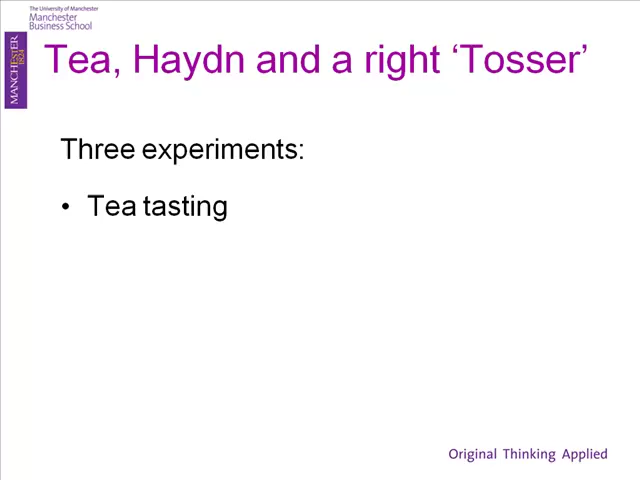 The University of Manchester
Manchester
Business School
MANCHESTER
1824
Tea, Haydn and a right ‘Tosser’
Three experiments:
• Tea tasting
Original Thinking Applied